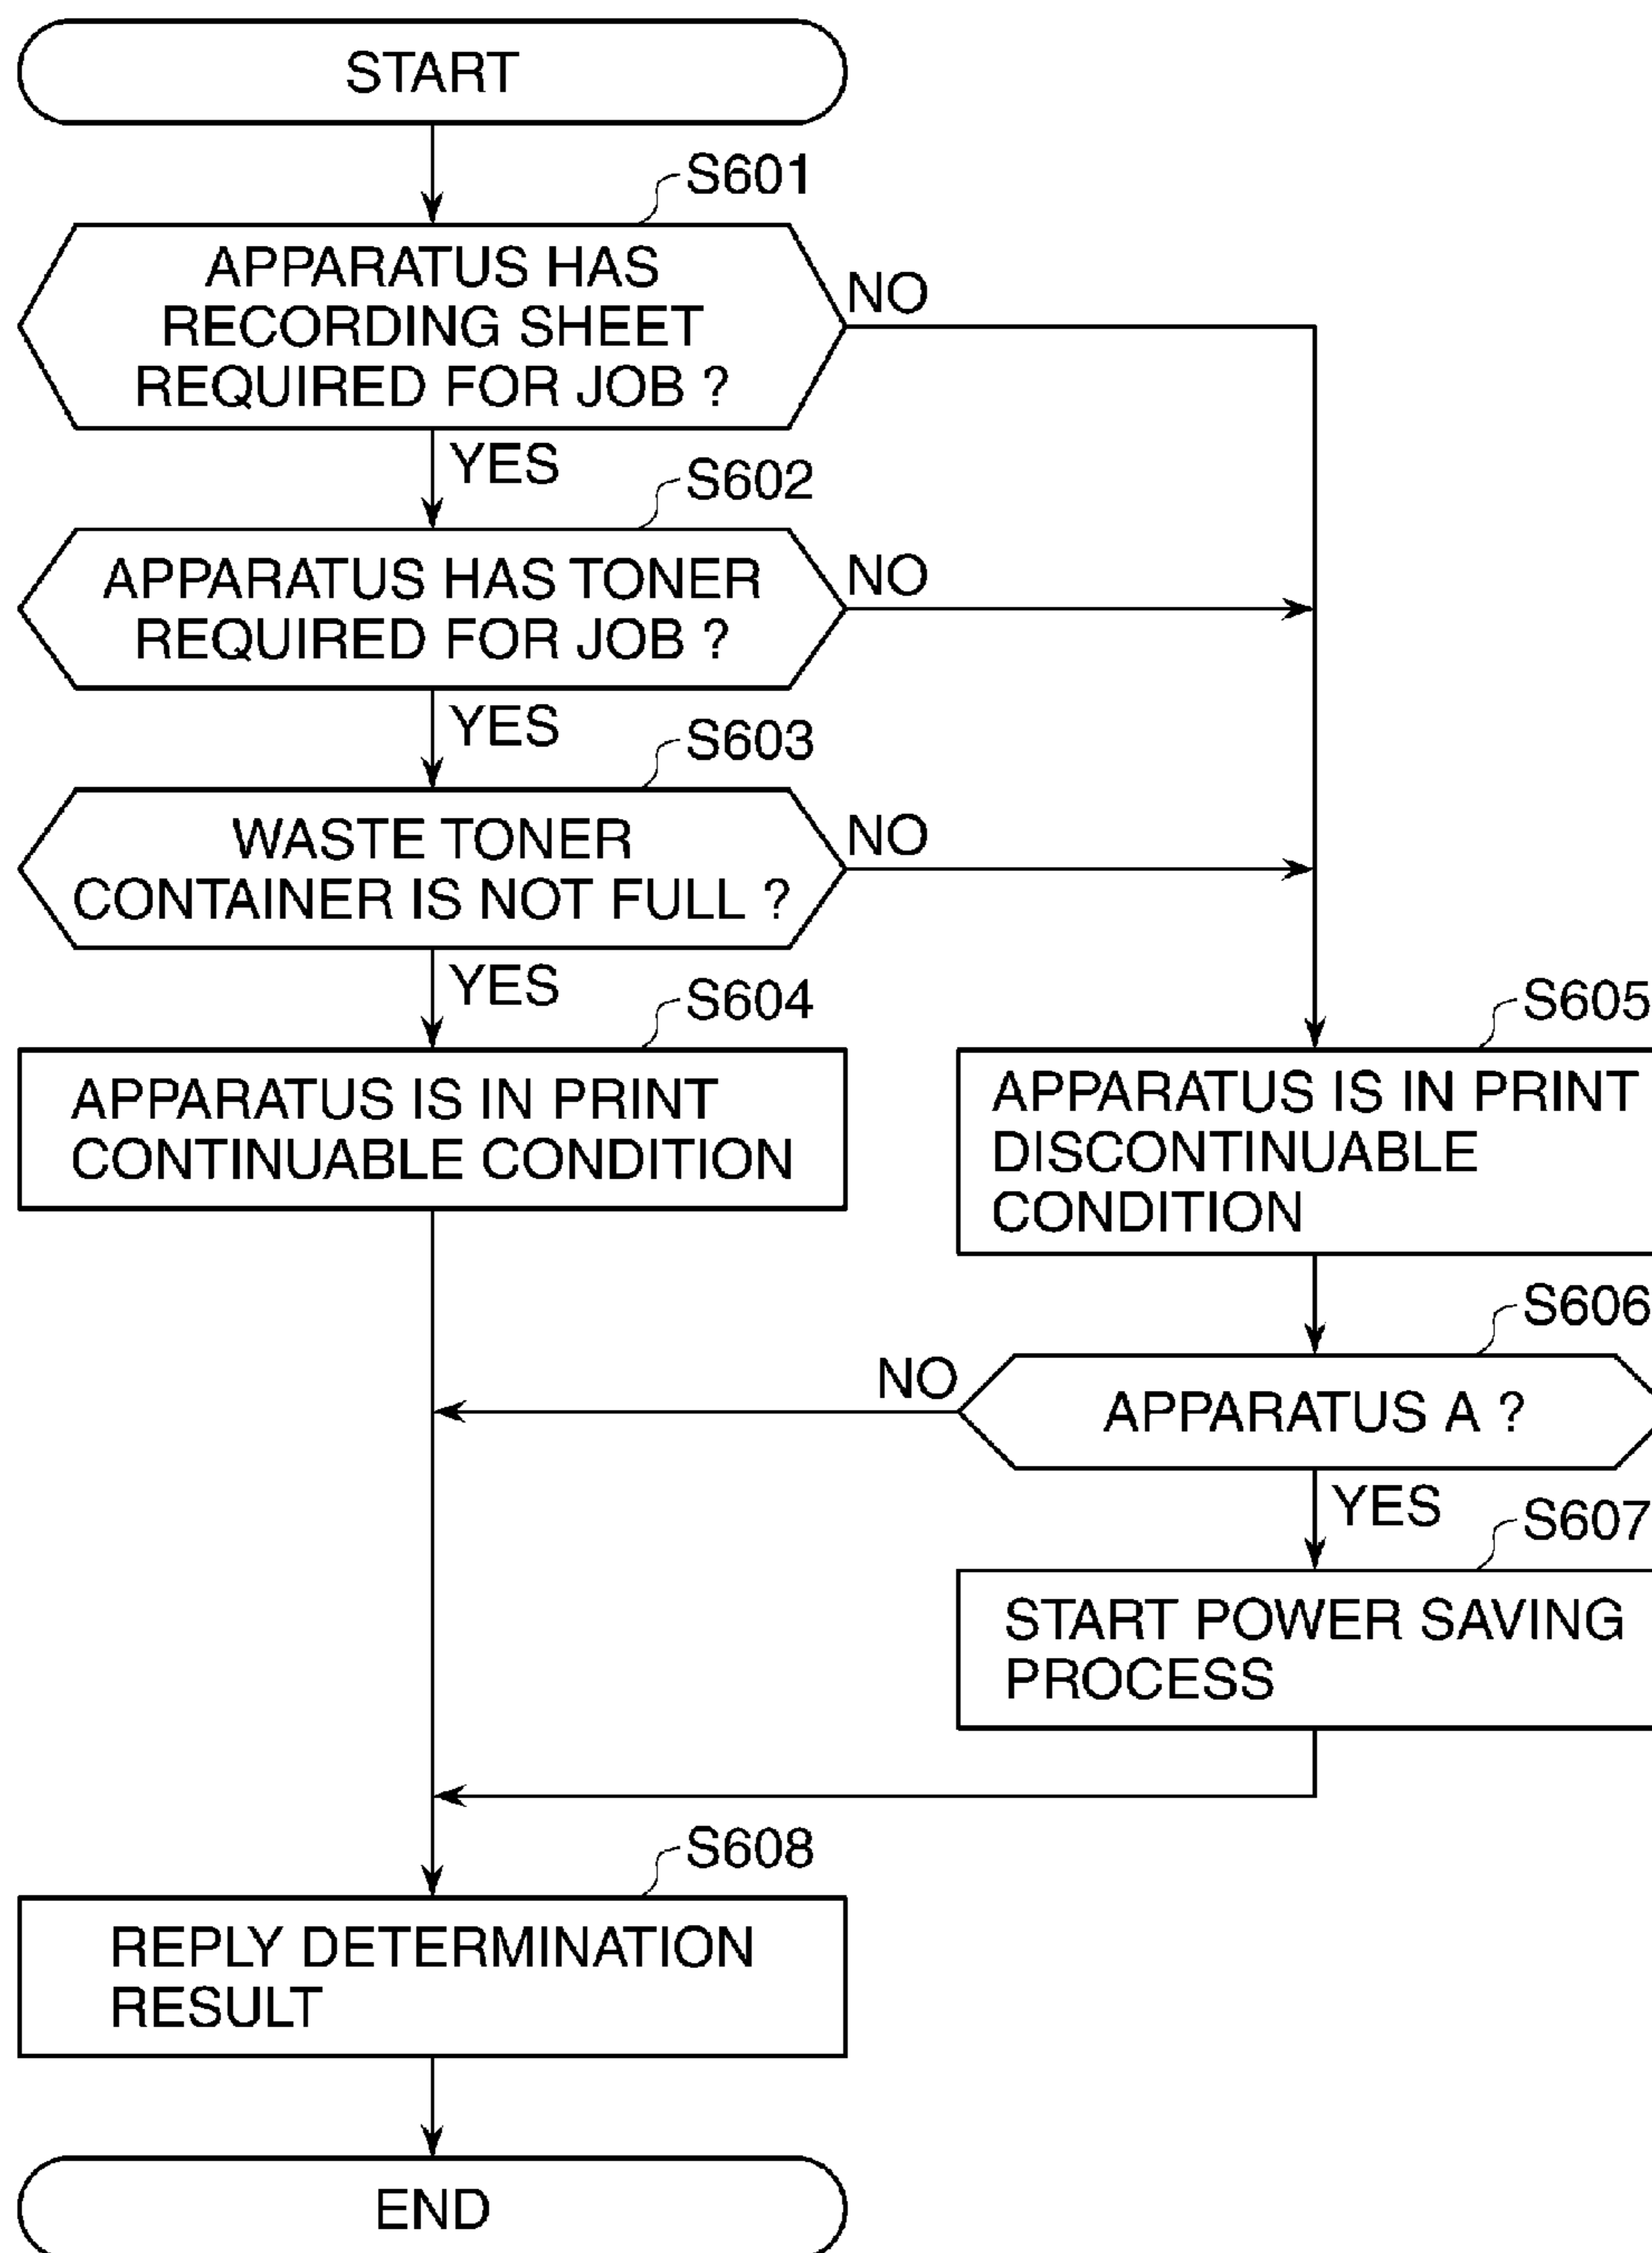 START
S601
APPARATUS HAS
RECORDING SHEET
REQUIRED FOR JOB ?
NO
YES
S602
APPARATUS HAS TONER
REQUIRED FOR JOB ?
NO
YES
S603
WASTE TONER
CONTAINER IS NOT FULL ?
NO
YES
S604
APPARATUS IS IN PRINT
CONTINUABLE CONDITION
S605
APPARATUS IS IN PRINT
DISCONTINUABLE
CONDITION
S606
APPARATUS A ?
NO
YES
S607
START POWER SAVING
PROCESS
S608
REPLY DETERMINATION
RESULT
END